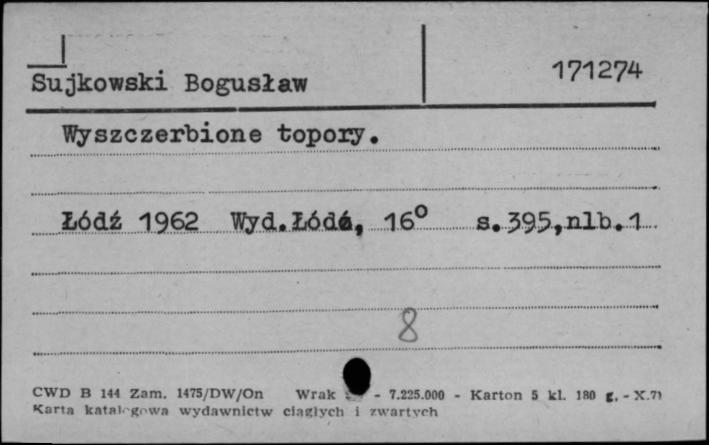 Sujkowski Bogusław 171274
Wyszczerbione topory.
Łódź 1962 Wyd. Łódź, 16° s. 395, nlb. 1
8
CWD B 144 Zam. 1475/DW/On Wrak - 7.225.000 - Karton 5 kl. 180 g. - X.71
Karta katalogowa wydawnictw ciągłych i zwartych